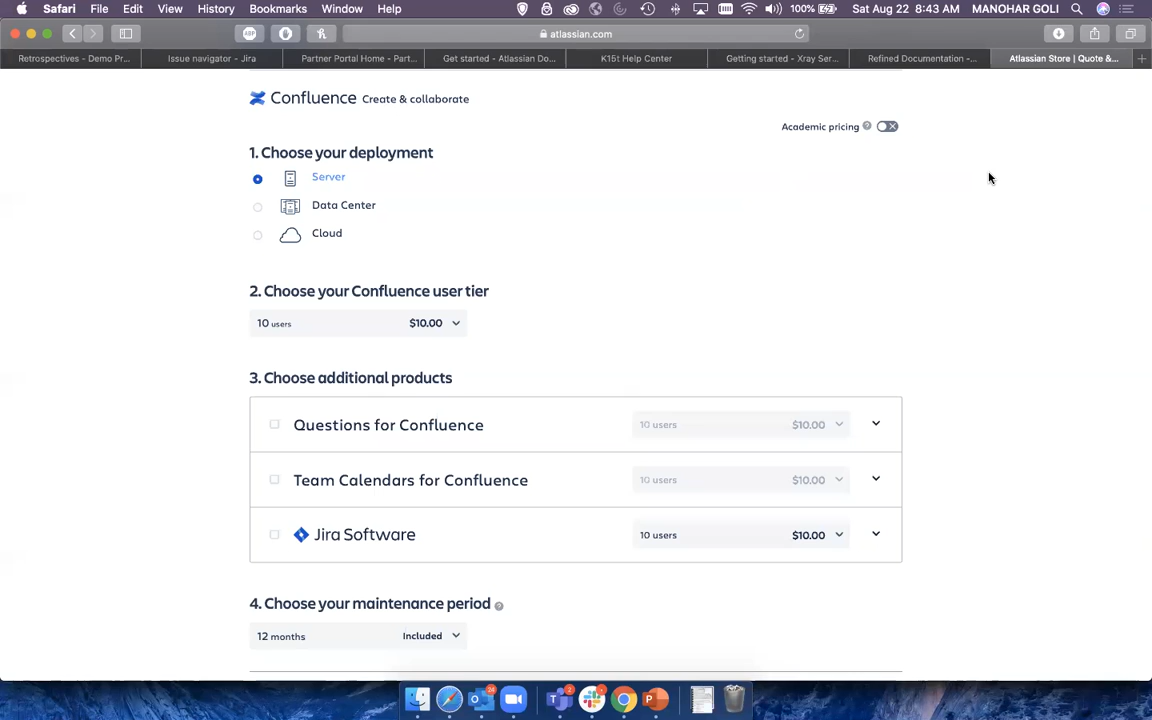 Safari File Edit View History Bookmarks Window Help 100% Sat Aug 22 8:43 AM MANOHAR GOLI
ABP atlassian.com
Retrospectives - Demo Pr... Issue navigator - Jira Partner Portal Home - Part... Get started - Atlassian Do... K15t Help Center Getting started - Xray Ser... Refined Documentation -... Atlassian Store | Quote &... +
Confluence Create & collaborate
Academic pricing ?
1. Choose your deployment
Server
Data Center
Cloud
2. Choose your Confluence user tier
10 users $10.00
3. Choose additional products
Questions for Confluence 10 users $10.00
Team Calendars for Confluence 10 users $10.00
Jira Software 10 users $10.00
4. Choose your maintenance period ?
12 months Included